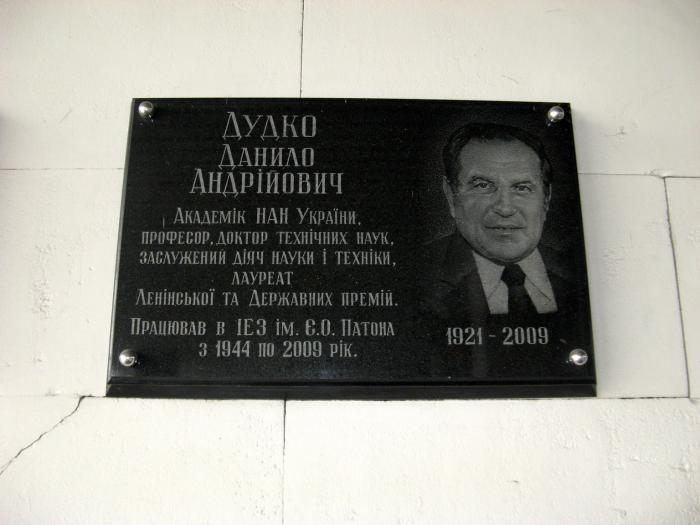 Дудко
Данило
Андрійович
Академік НАН України,
професор, доктор технічних наук,
заслужений діяч науки і техніки,
лауреат
Ленінської та Державних премій.
Працював в ІЕЗ ім. Є.О. Патона
з 1944 по 2009 рік.
1921 - 2009